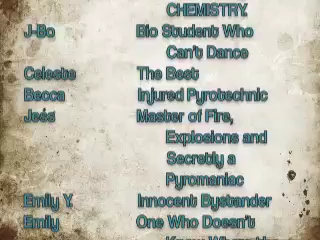 CHEMISTRY.
J-Bo Bio Student Who
Can't Dance
Celeste The Best
Becca Injured Pyrotechnic
Jess Master of Fire,
Explosions and
Secretly a
Pyromaniac
Emily Y. Innocent Bystander
Emily One Who Doesn't